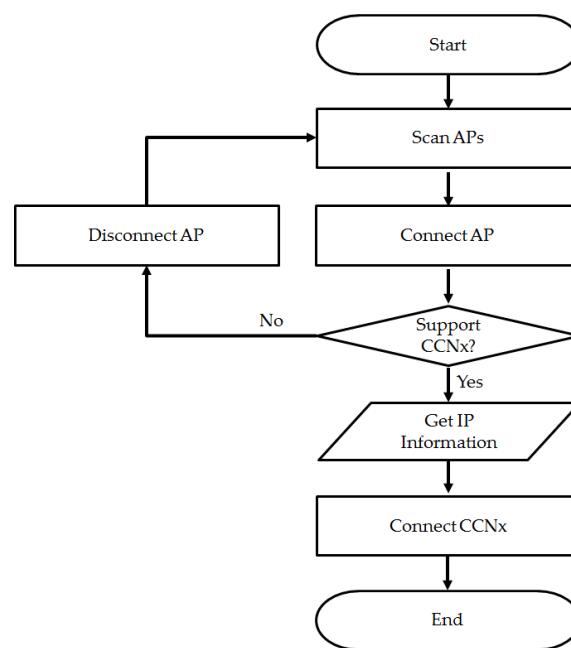 Start
Scan APs
Disconnect AP
Connect AP
No
Support
CCNx?
Yes
Get IP
Information
Connect CCNx
End